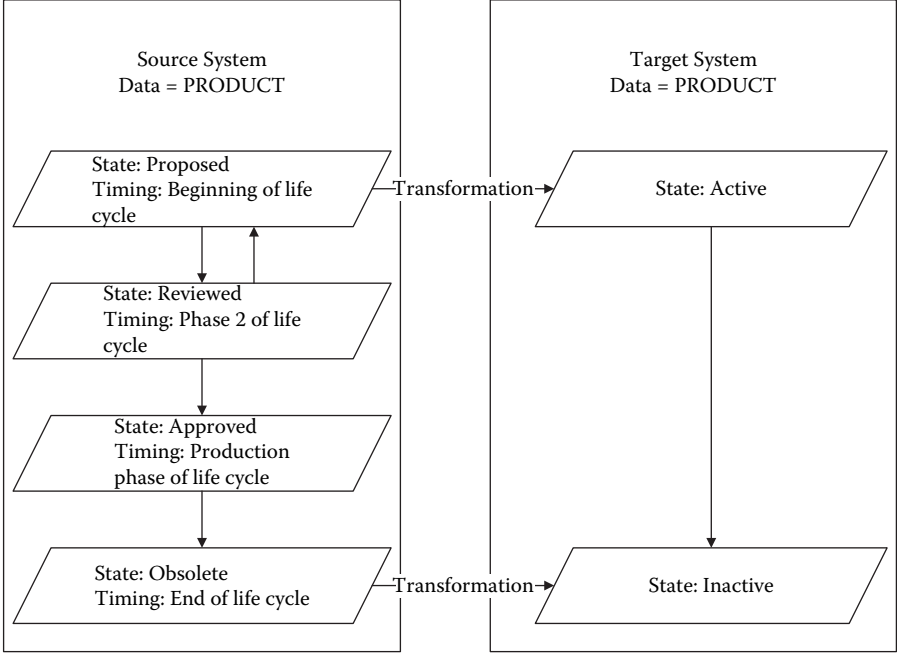 Source System
Data = PRODUCT
Target System
Data = PRODUCT
State: Proposed
Timing: Beginning of life
cycle
Transformation
State: Active
State: Reviewed
Timing: Phase 2 of life
cycle
State: Approved
Timing: Production
phase of life cycle
State: Obsolete
Timing: End of life cycle
Transformation
State: Inactive